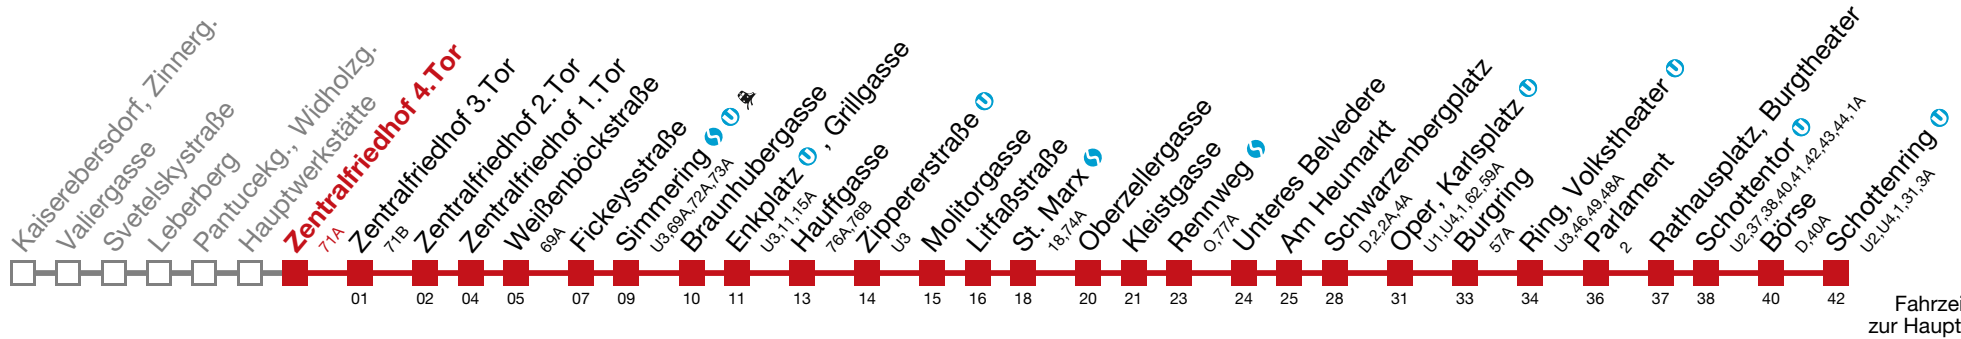 Kaiserebersdorf, Zinnerg.
Valiergasse
Svetelskystraße
Leberberg
Pantucekg., Widholzg.
Hauptwerkstätte
Zentralfriedhof 4.Tor
71A
Zentralfriedhof 3.Tor
71B
Zentralfriedhof 2.Tor
Zentralfriedhof 1.Tor
Weißenböckstraße
69A
Fickeysstraße
Simmering S U
U3,69A,72A,73A
Braunhubergasse
Enkplatz U , Grillgasse
U3,11,15A
Hauffgasse
76A,76B
Zippererstraße U
U3
Molitorgasse
Litfaßstraße
St. Marx S
18,74A
Oberzellergasse
Kleistgasse
Rennweg S
O,77A
Unteres Belvedere
Am Heumarkt
Schwarzenbergplatz
D,2,2A,4A
Oper, Karlsplatz U
U1,U4,1,62,59A
Burgring
57A
Ring, Volkstheater U
U3,46,49,48A
Parlament
2
Rathausplatz, Burgtheater
Schottentor U
U2,37,38,40,41,42,43,44,1A
Börse
D,40A
Schottenring U
U2,U4,1,31,3A
01 02 04 05 07 09 10 11 13 14 15 16 18 20 21 23 24 25 28 31 33 34 36 37 38 40 42
Fahrzei
zur Haupt